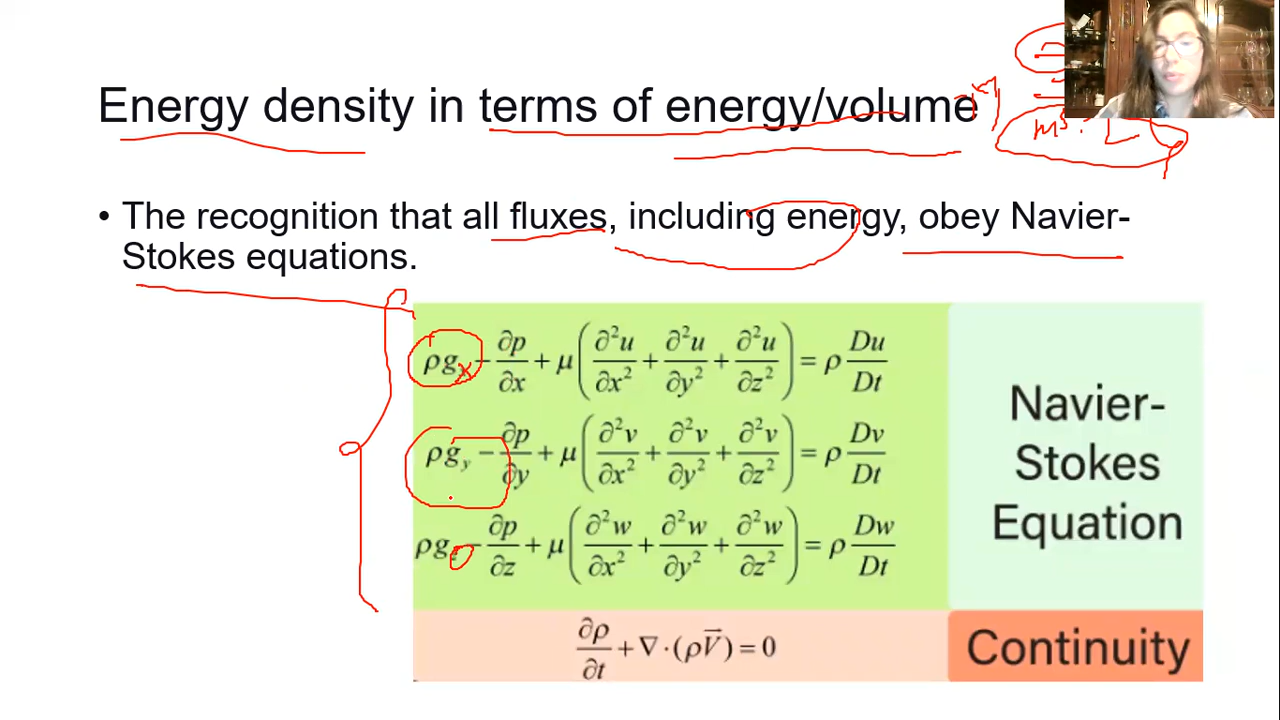 Energy density in terms of energy/volume
• The recognition that all fluxes, including energy, obey Navier-
Stokes equations.
ρgₓ − ∂p/∂x + μ(∂²u/∂x² + ∂²u/∂y² + ∂²u/∂z²) = ρ Du/Dt
ρg_y − ∂p/∂y + μ(∂²v/∂x² + ∂²v/∂y² + ∂²v/∂z²) = ρ Dv/Dt
ρg − ∂p/∂z + μ(∂²w/∂x² + ∂²w/∂y² + ∂²w/∂z²) = ρ Dw/Dt
Navier-
Stokes
Equation
∂ρ/∂t + ∇·(ρV⃗) = 0
Continuity